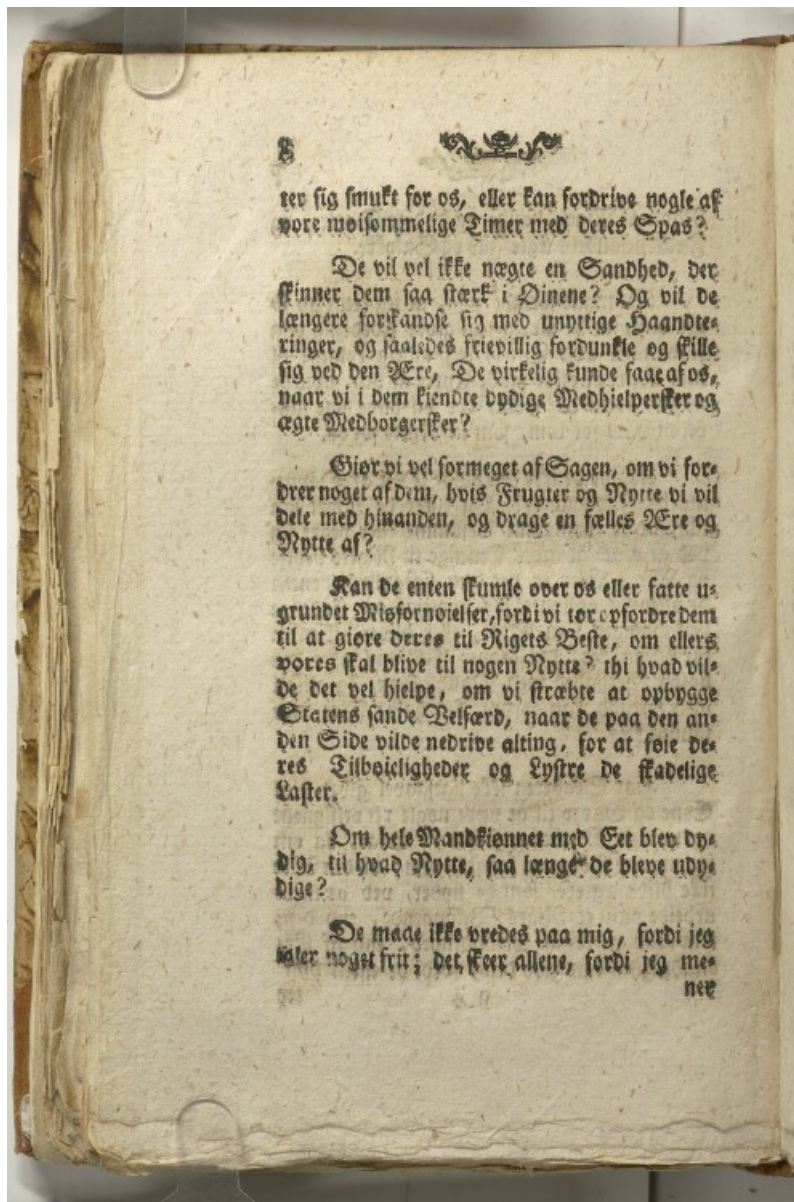 8
ter sig smukt for os, eller kan fordrive nogle af
vore møisommelige Timer med deres Spas?
De vil vel ikke nægte en Sandhed, der
skinner dem saa stærk i Øinene? Og vil de
længere forskandse sig med unyttige Haandte-
ringer, og saaledes frievillig fordunkle og skille
sig ved den Ære, De virkelig kunde faae af os,
naar vi i dem kiendte dydige Medhielpersker og
ægte Medborgersker?
Giør vi vel formeget af Sagen, om vi for-
drer noget af dem, hvis Frugter og Nytte vi vil
dele med hinanden, og drage en fælles Ære og
Nytte af?
Kan de enten skumle over os eller fatte u-
grundet Misfornøielser, fordi vi tør opfordre dem
til at giøre deres til Rigets Beste, om ellers
vores skal blive til nogen Nytte? thi hvad vil-
de det vel hielpe, om vi stræbte at opbygge
Statens sande Velfærd, naar de paa den an-
den Side vilde nedrive alting, for at føie de-
res Tilbøieligheder og Lystre de skadelige
Laster.
Om hele Mandkiønnet med Eet blev dy-
dig, til hvad Nytte, saa længe de bleve udy-
dige?
De maae ikke vredes paa mig, fordi jeg
taler noget frit; det skeer allene, fordi jeg me-
ner